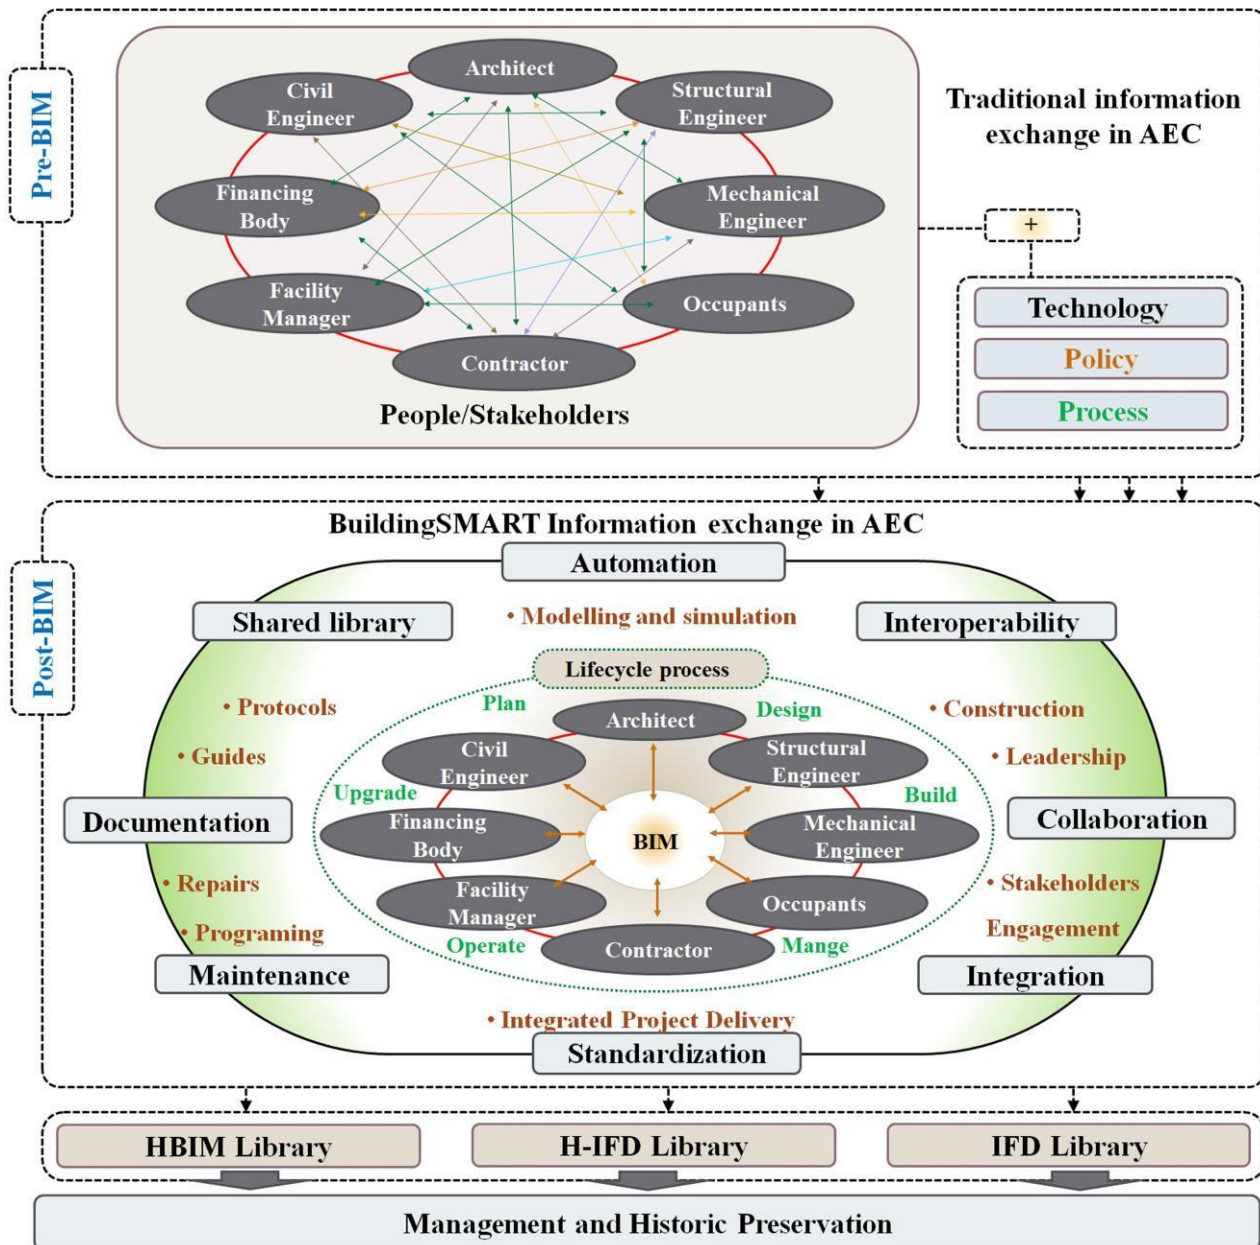 Pre-BIM
Architect
Civil
Engineer
Structural
Engineer
Financing
Body
Mechanical
Engineer
Facility
Manager
Occupants
Contractor
People/Stakeholders
Traditional information
exchange in AEC
+
Technology
Policy
Process
Post-BIM
BuildingSMART Information exchange in AEC
Automation
Shared library
• Modelling and simulation
Interoperability
Lifecycle process
Plan
Design
• Protocols
Architect
• Construction
• Guides
Civil
Engineer
Structural
Engineer
• Leadership
Upgrade
Build
Documentation
Financing
Body
BIM
Mechanical
Engineer
Collaboration
• Repairs
Facility
Manager
Occupants
• Stakeholders
Engagement
• Programing
Operate
Contractor
Mange
Maintenance
Integration
• Integrated Project Delivery
Standardization
HBIM Library
H-IFD Library
IFD Library
Management and Historic Preservation